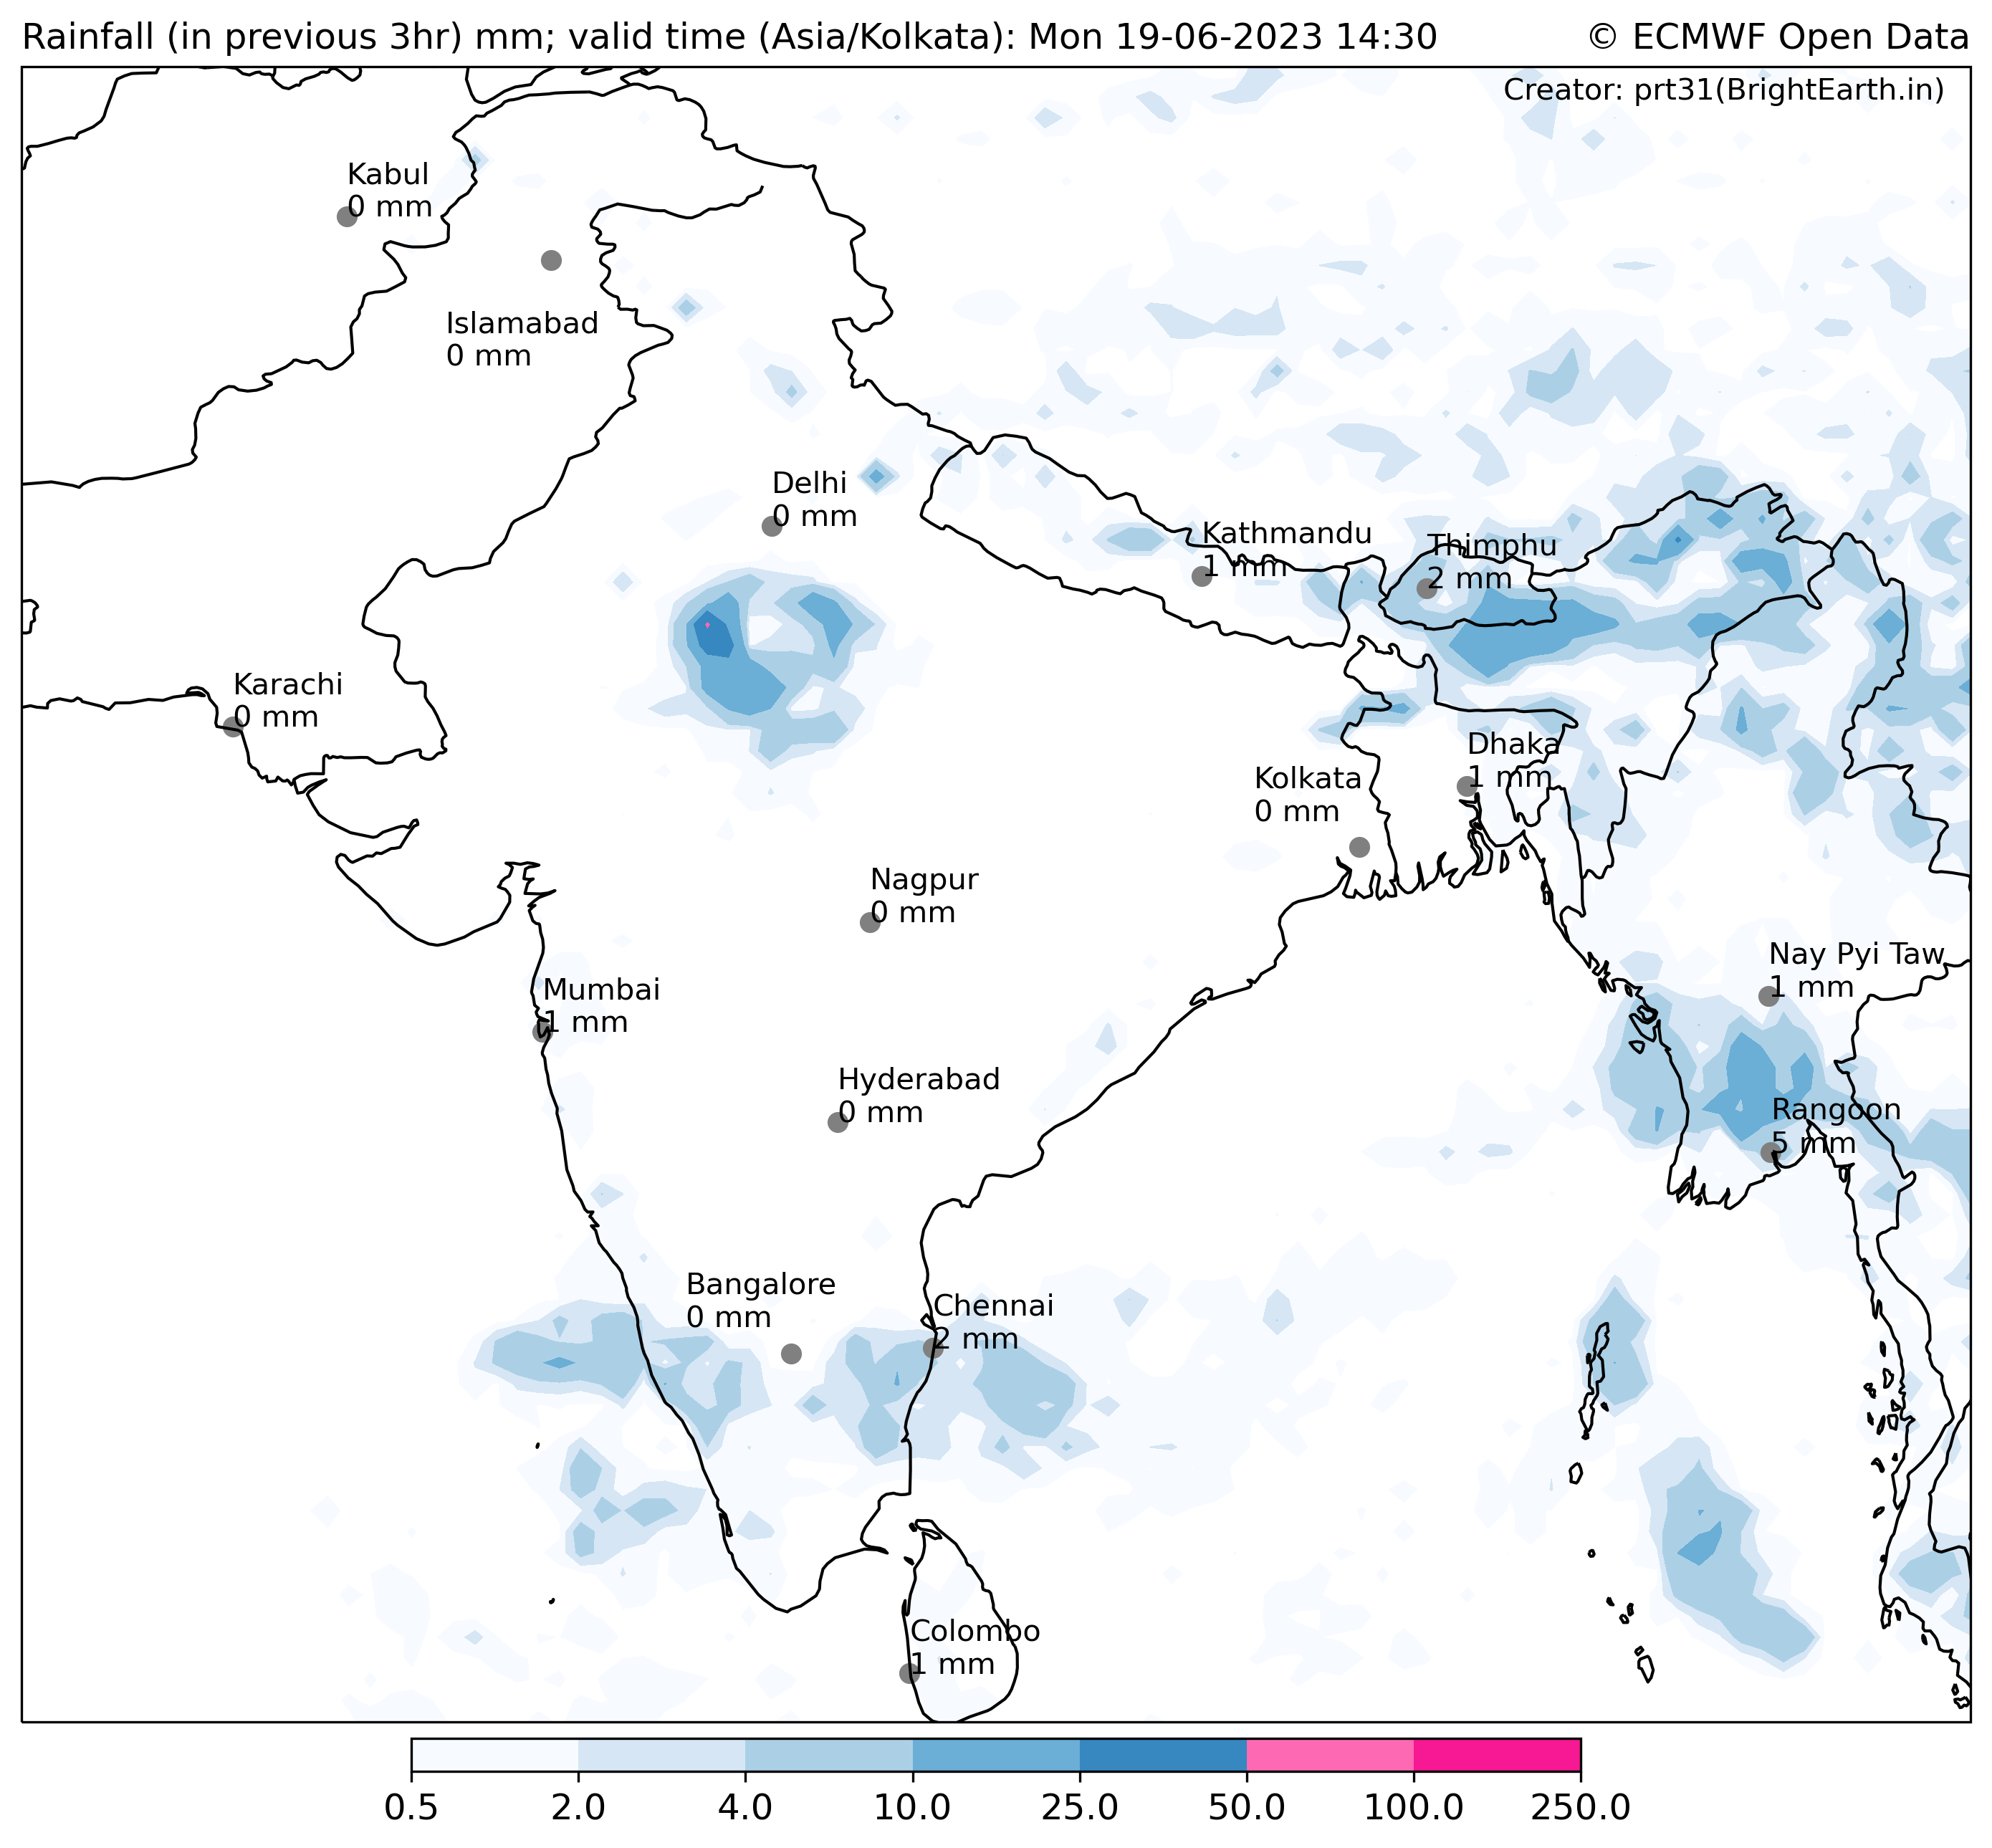 Rainfall (in previous 3hr) mm; valid time (Asia/Kolkata): Mon 19-06-2023 14:30
© ECMWF Open Data
Creator: prt31(BrightEarth.in)
Kabul
0 mm
Islamabad
0 mm
Delhi
0 mm
Kathmandu
1 mm
Thimphu
2 mm
Karachi
0 mm
Dhaka
1 mm
Kolkata
0 mm
Nagpur
0 mm
Nay Pyi Taw
1 mm
Mumbai
1 mm
Hyderabad
0 mm
Rangoon
5 mm
Bangalore
0 mm
Chennai
2 mm
Colombo
1 mm
0.5 2.0 4.0 10.0 25.0 50.0 100.0 250.0